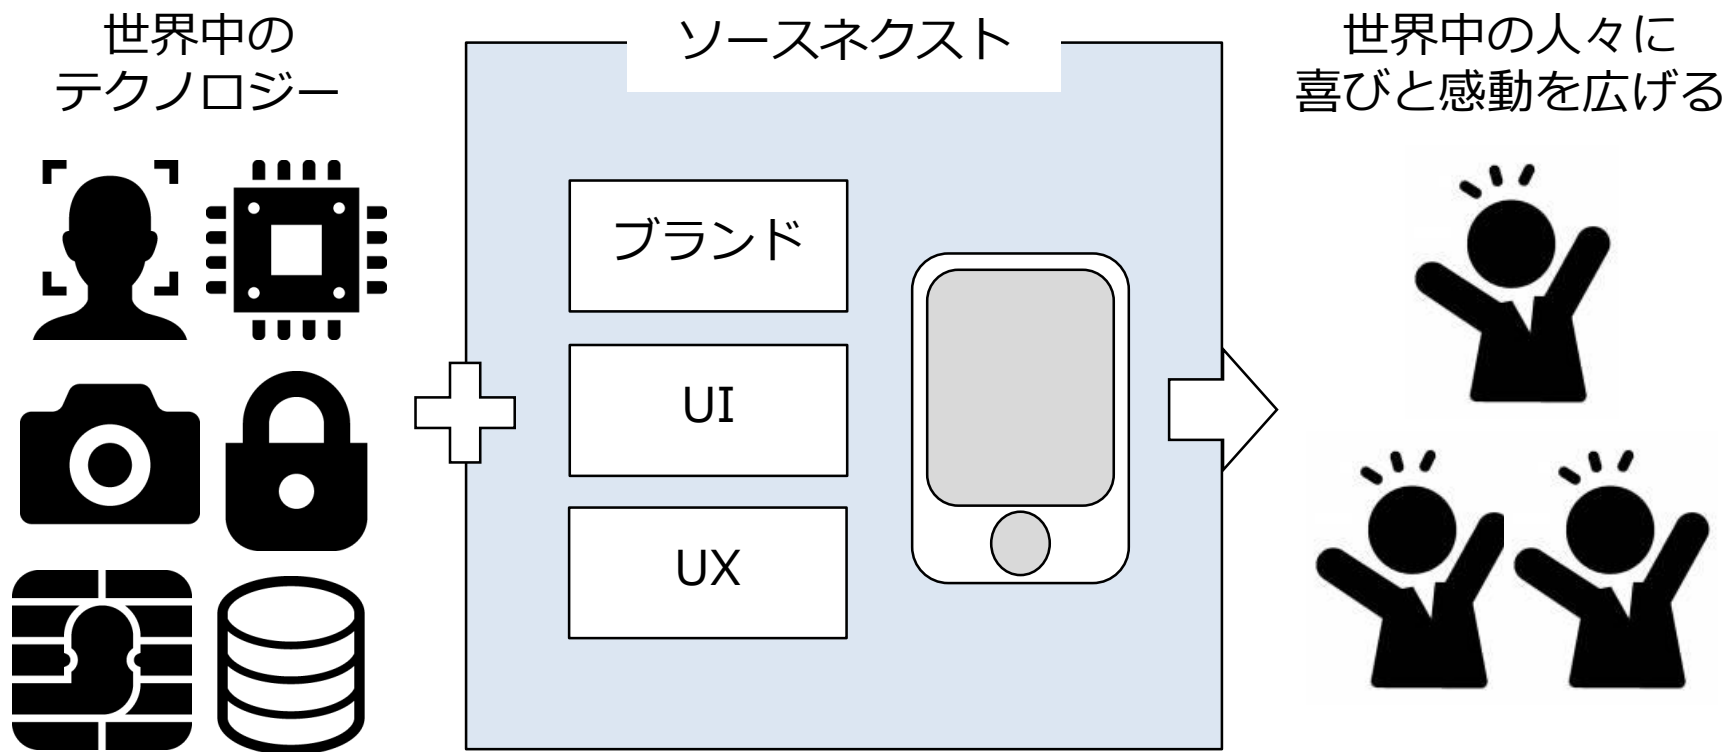 世界中の
テクノロジー
ソースネクスト
ブランド
UI
UX
世界中の人々に
喜びと感動を広げる